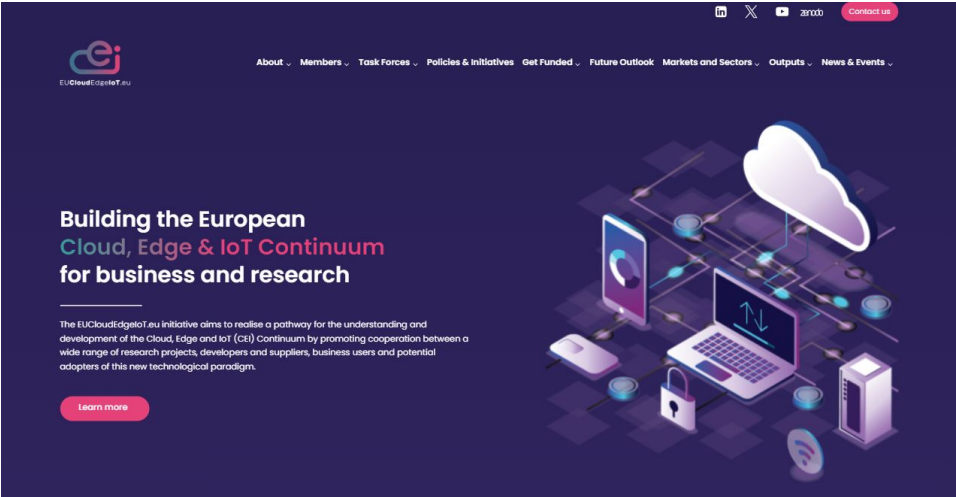 zenodo
Contact us
cei
EUCloudEdgeIoT.eu
About
Members
Task Forces
Policies & Initiatives
Get Funded
Future Outlook
Markets and Sectors
Outputs
News & Events
Building the European
Cloud, Edge & IoT Continuum
for business and research
The EUCloudEdgeIoT.eu initiative aims to realise a pathway for the understanding and
development of the Cloud, Edge and IoT (CEI) Continuum by promoting cooperation between a
wide range of research projects, developers and suppliers, business users and potential
adopters of this new technological paradigm.
Learn more